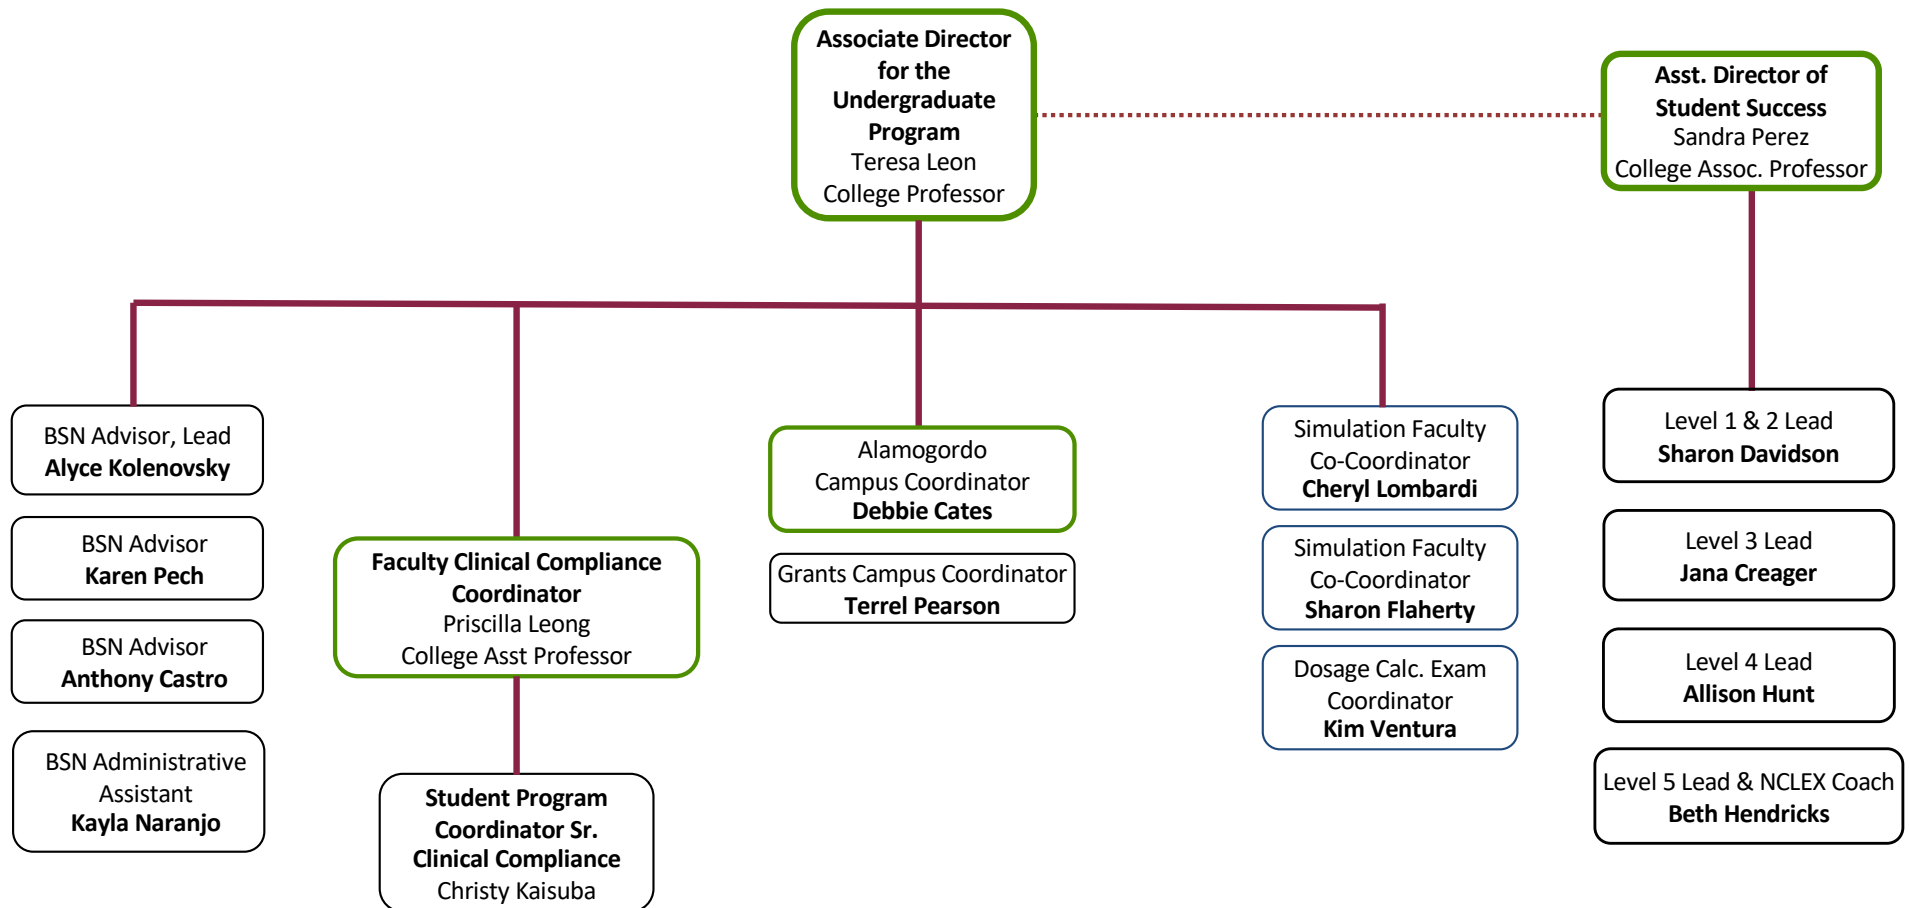 Associate Director
for the
Undergraduate
Program
Teresa Leon
College Professor
Asst. Director of
Student Success
Sandra Perez
College Assoc. Professor
BSN Advisor, Lead
Alyce Kolenovsky
BSN Advisor
Karen Pech
BSN Advisor
Anthony Castro
BSN Administrative
Assistant
Kayla Naranjo
Faculty Clinical Compliance
Coordinator
Priscilla Leong
College Asst Professor
Student Program
Coordinator Sr.
Clinical Compliance
Christy Kaisuba
Alamogordo
Campus Coordinator
Debbie Cates
Grants Campus Coordinator
Terrel Pearson
Simulation Faculty
Co-Coordinator
Cheryl Lombardi
Simulation Faculty
Co-Coordinator
Sharon Flaherty
Dosage Calc. Exam
Coordinator
Kim Ventura
Level 1 & 2 Lead
Sharon Davidson
Level 3 Lead
Jana Creager
Level 4 Lead
Allison Hunt
Level 5 Lead & NCLEX Coach
Beth Hendricks